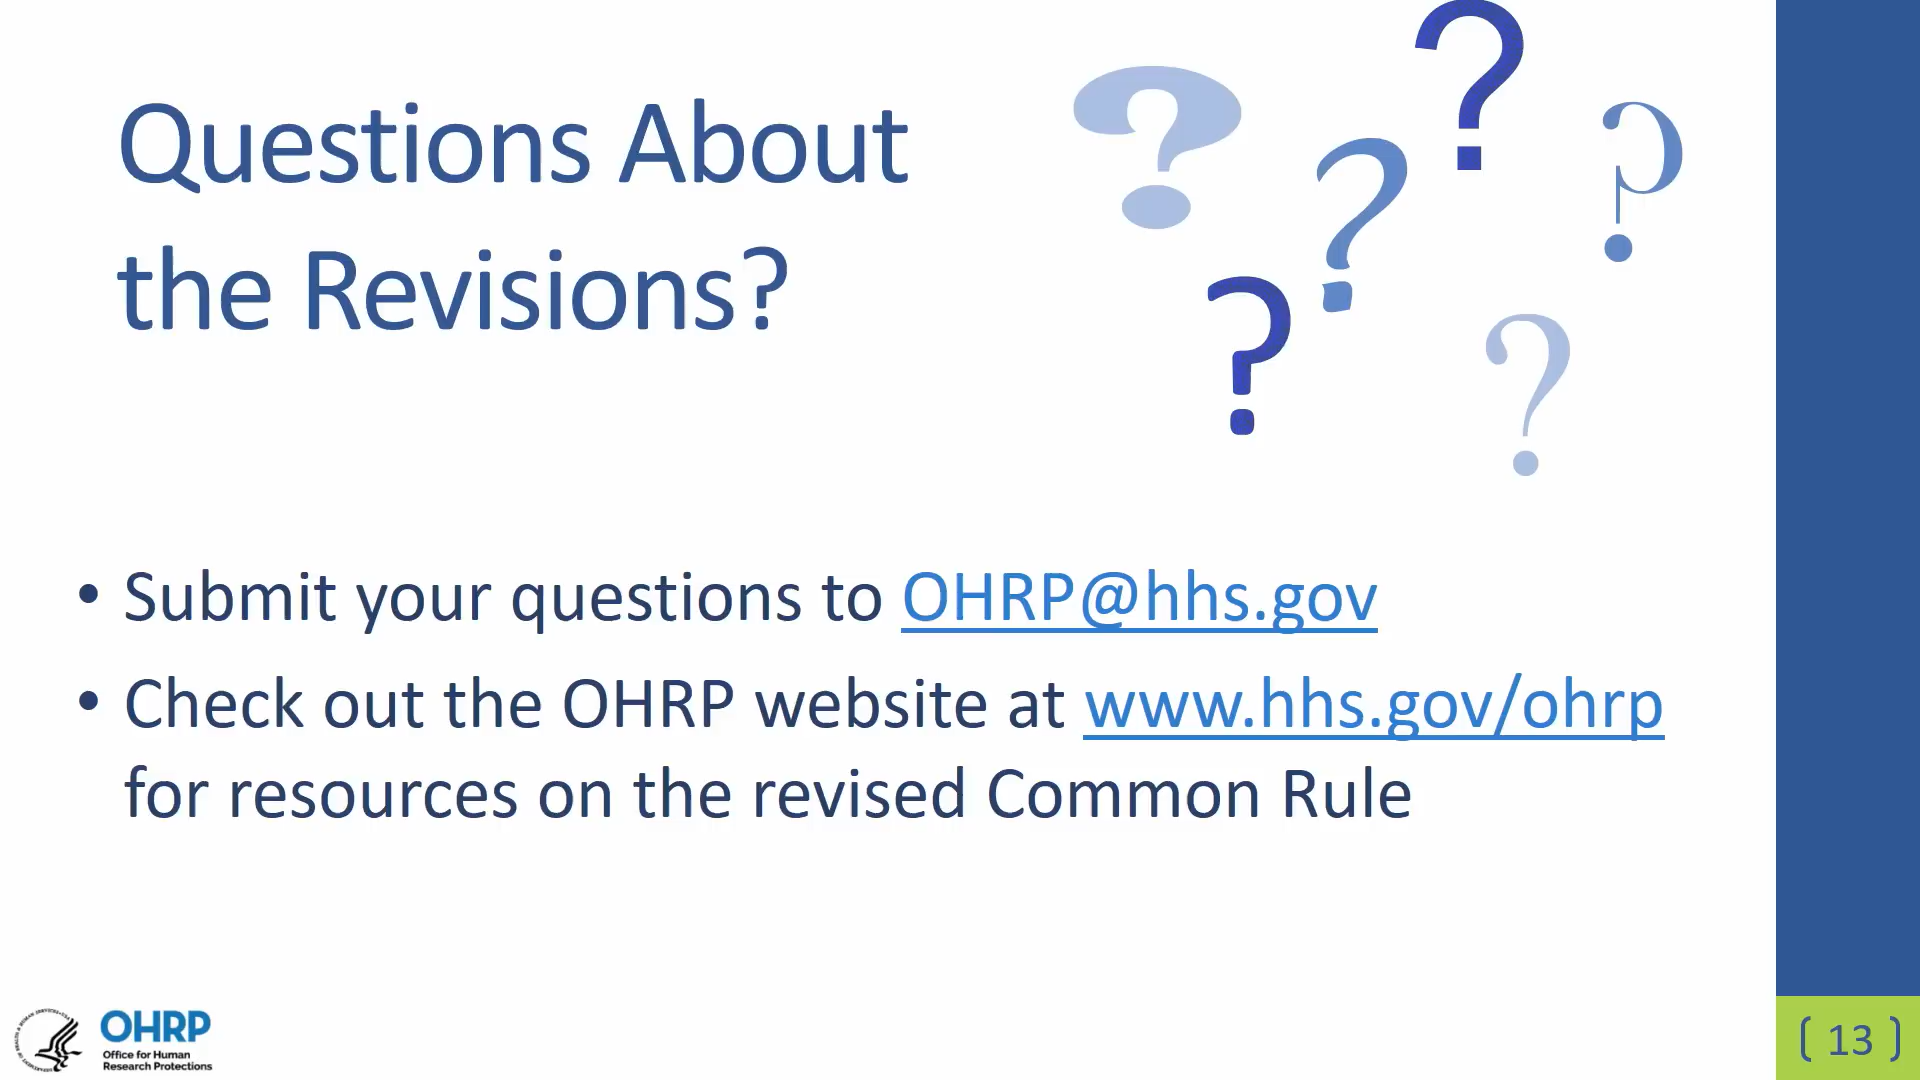 Questions About
the Revisions?
? ? ? ? ? ?
• Submit your questions to OHRP@hhs.gov
• Check out the OHRP website at www.hhs.gov/ohrp
for resources on the revised Common Rule
OHRP
Office for Human
Research Protections
13